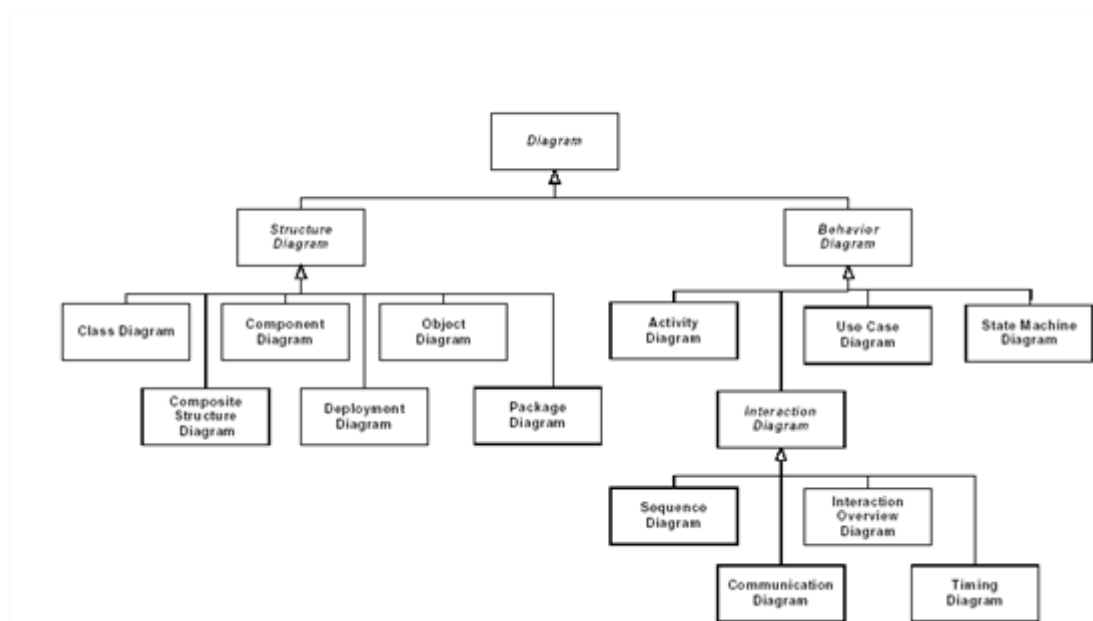 Diagram
Structure
Diagram
Behavior
Diagram
Class Diagram
Component
Diagram
Object
Diagram
Activity
Diagram
Use Case
Diagram
State Machine
Diagram
Composite
Structure
Diagram
Deployment
Diagram
Package
Diagram
Interaction
Diagram
Sequence
Diagram
Interaction
Overview
Diagram
Communication
Diagram
Timing
Diagram